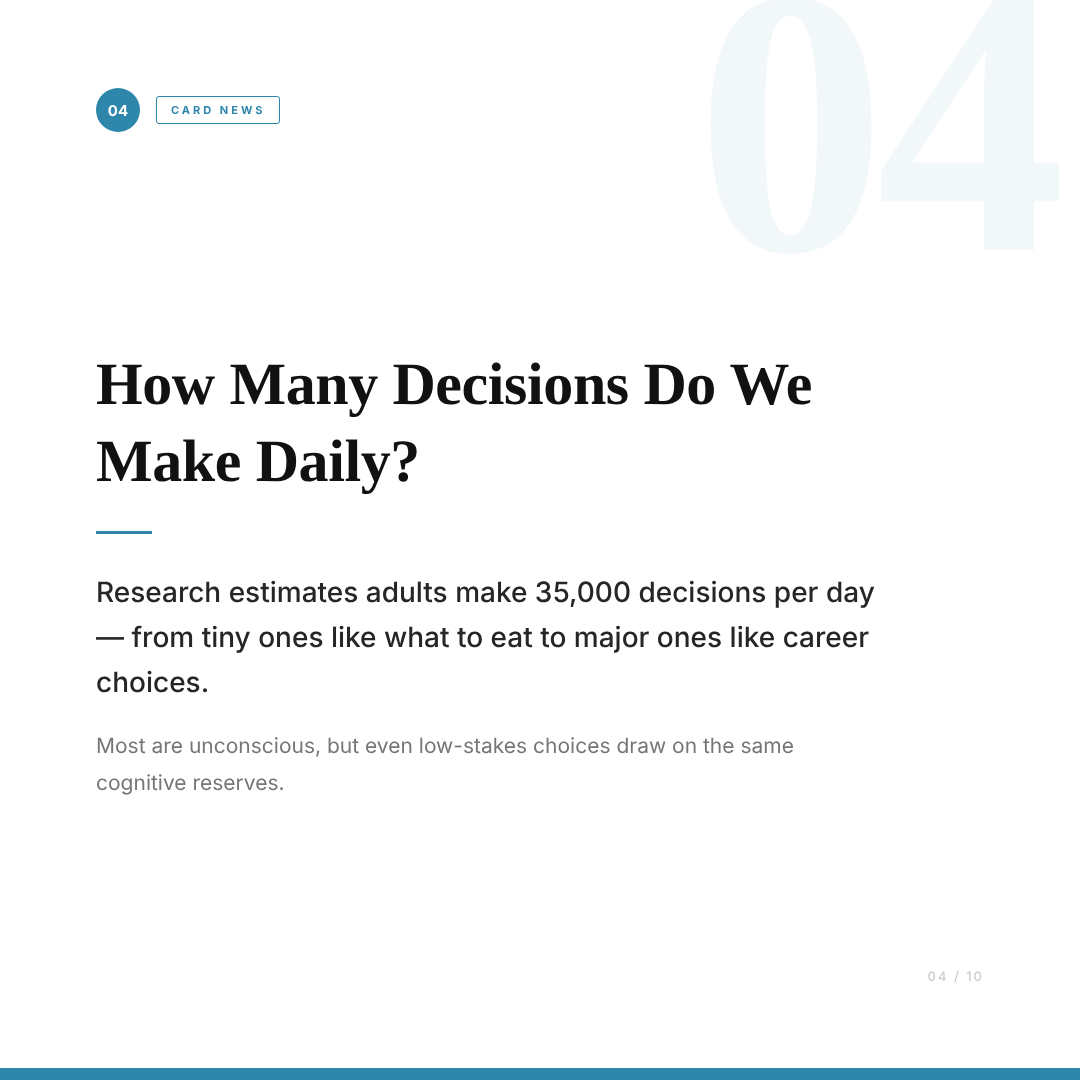 04
04
CARD NEWS
How Many Decisions Do We
Make Daily?
Research estimates adults make 35,000 decisions per day
— from tiny ones like what to eat to major ones like career
choices.
Most are unconscious, but even low-stakes choices draw on the same
cognitive reserves.
04 / 10